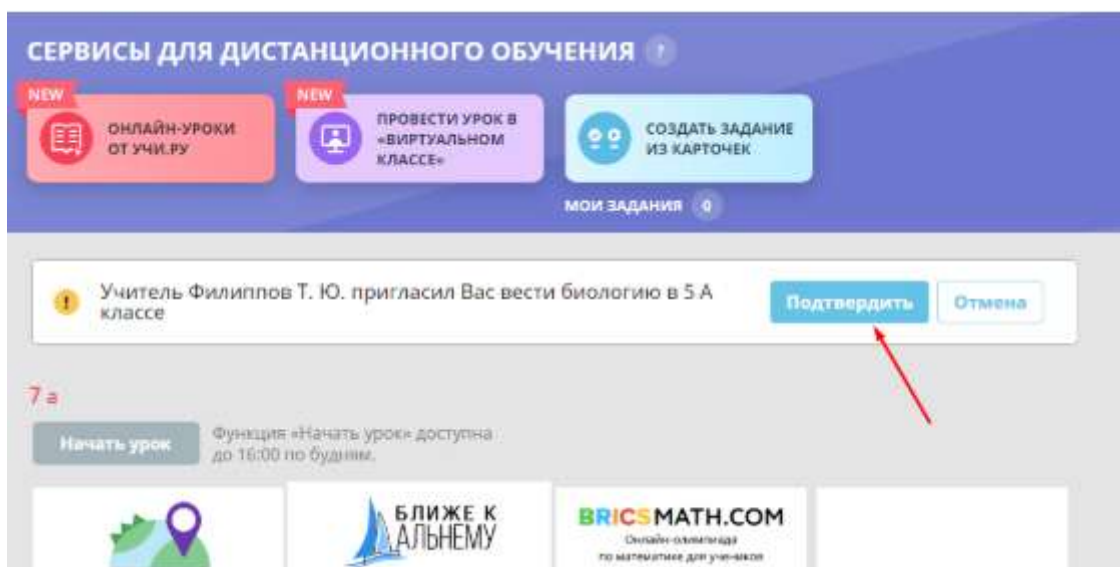 СЕРВИСЫ ДЛЯ ДИСТАНЦИОННОГО ОБУЧЕНИЯ ?
NEW
ОНЛАЙН-УРОКИ
ОТ УЧИ.РУ
NEW
ПРОВЕСТИ УРОК В
«ВИРТУАЛЬНОМ
КЛАССЕ»
СОЗДАТЬ ЗАДАНИЕ
ИЗ КАРТОЧЕК
МОИ ЗАДАНИЯ 0
! Учитель Филиппов Т. Ю. пригласил Вас вести биологию в 5 А
классе
Подтвердить Отмена
7 а
Начать урок
Функция «Начать урок» доступна
до 16:00 по будням.
БЛИЖЕ К
АЛЬНЕМУ
BRICSMATH.COM
Онлайн-олимпиада
по математике для учеников